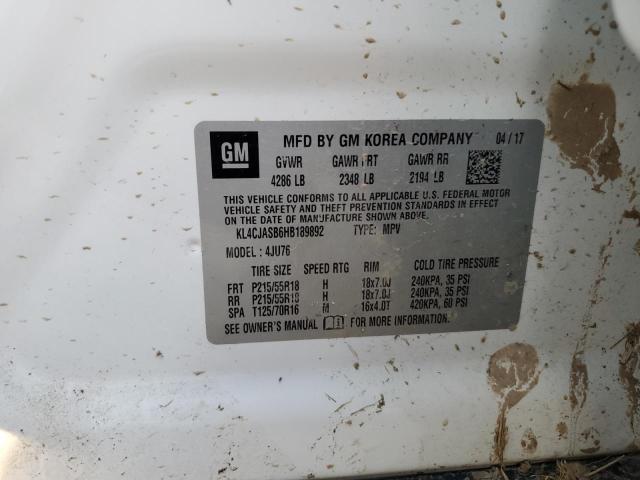 GM MFD BY GM KOREA COMPANY 04/17
GVWR GAWR FRT GAWR RR
4286 LB 2348 LB 2194 LB
THIS VEHICLE CONFORMS TO ALL APPLICABLE U.S. FEDERAL MOTOR
VEHICLE SAFETY AND THEFT PREVENTION STANDARDS IN EFFECT
ON THE DATE OF MANUFACTURE SHOWN ABOVE.
KL4CJASB6HB189892 TYPE: MPV
MODEL: 4JU76
TIRE SIZE SPEED RTG RIM COLD TIRE PRESSURE
FRT P215/55R18 H 18x7.0J 240KPA, 35 PSI
RR P215/55R18 H 18x7.0J 240KPA, 35 PSI
SPA T125/70R16 M 16x4.0T 420KPA, 60 PSI
SEE OWNER'S MANUAL FOR MORE INFORMATION.